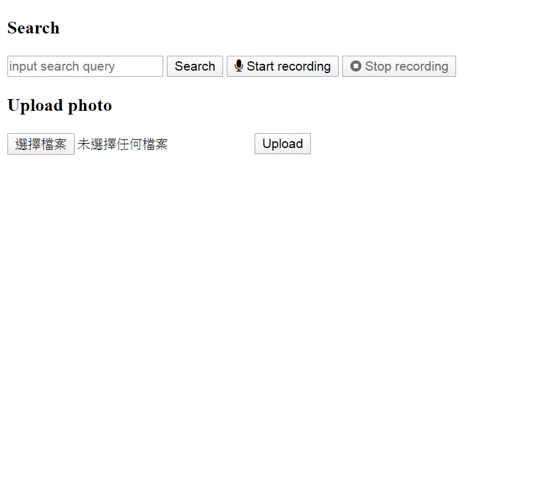 Search
input search query Search Start recording Stop recording
Upload photo
選擇檔案 未選擇任何檔案 Upload